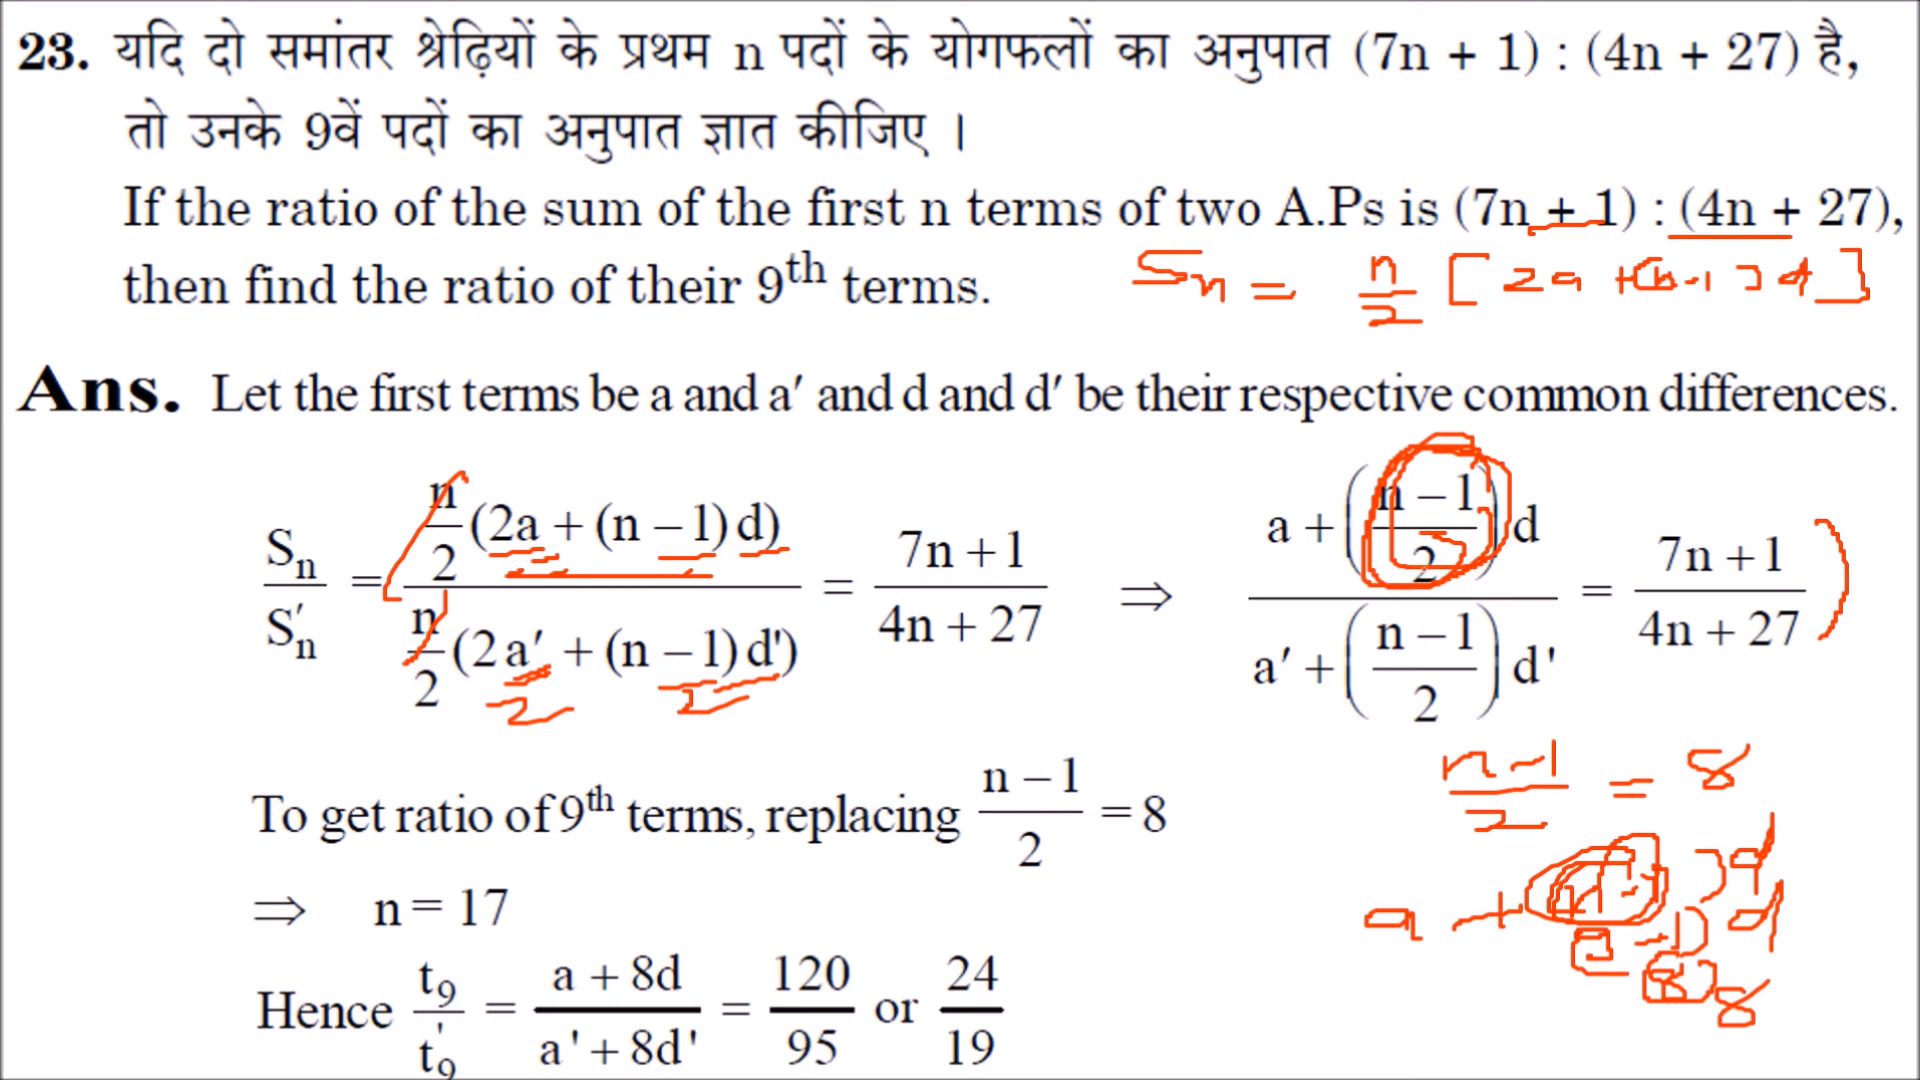 23. यदि दो समांतर श्रेढ़ियों के प्रथम n पदों के योगफलों का अनुपात (7n + 1) : (4n + 27) है,
तो उनके 9वें पदों का अनुपात ज्ञात कीजिए ।
If the ratio of the sum of the first n terms of two A.Ps is (7n + 1) : (4n + 27),
then find the ratio of their 9th terms.
Sn = n/2 [2a + (n-1)d]
Ans. Let the first terms be a and a′ and d and d′ be their respective common differences.
Sn/S′n = n/2 (2a + (n − 1) d) / n/2 (2a′ + (n − 1) d') = 7n + 1 / 4n + 27 ⇒ a + (n − 1 / 2) d / a′ + (n − 1 / 2) d' = 7n + 1 / 4n + 27
n-1/2 = 8
To get ratio of 9th terms, replacing n − 1 / 2 = 8
⇒ n = 17
Hence t9/t'9 = a + 8d / a' + 8d' = 120/95 or 24/19